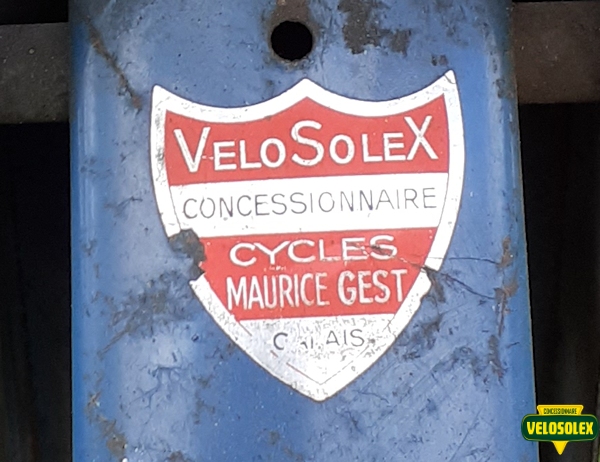 VELOSOLEX
CONCESSIONNAIRE
CYCLES
MAURICE GEST
CALAIS
CONCESSIONNAIRE
VELOSOLEX